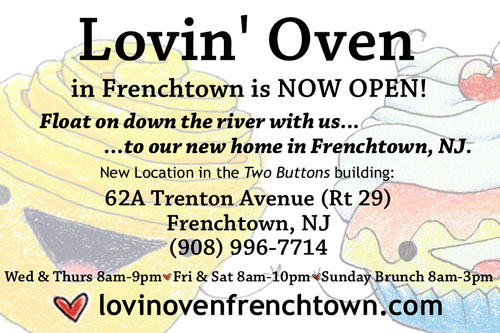 Lovin' Oven
in Frenchtown is NOW OPEN!
Float on down the river with us...
...to our new home in Frenchtown, NJ.
New Location in the Two Buttons building:
62A Trenton Avenue (Rt 29)
Frenchtown, NJ
(908) 996-7714
Wed & Thurs 8am-9pm♥Fri & Sat 8am-10pm♥Sunday Brunch 8am-3pm
♥ lovinovenfrenchtown.com